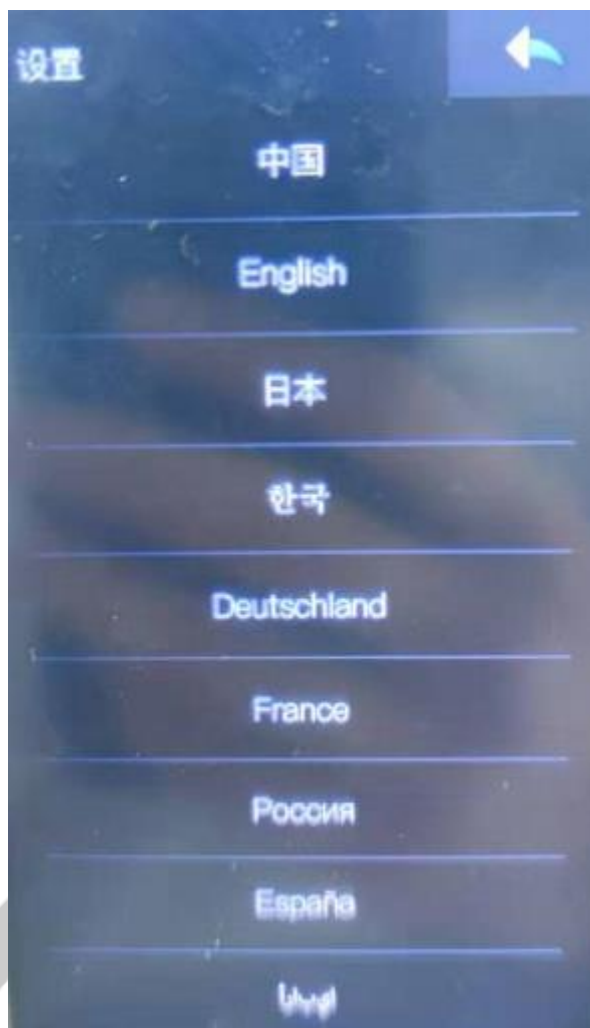 设置
中国
English
日本
한국
Deutschland
France
Россия
España